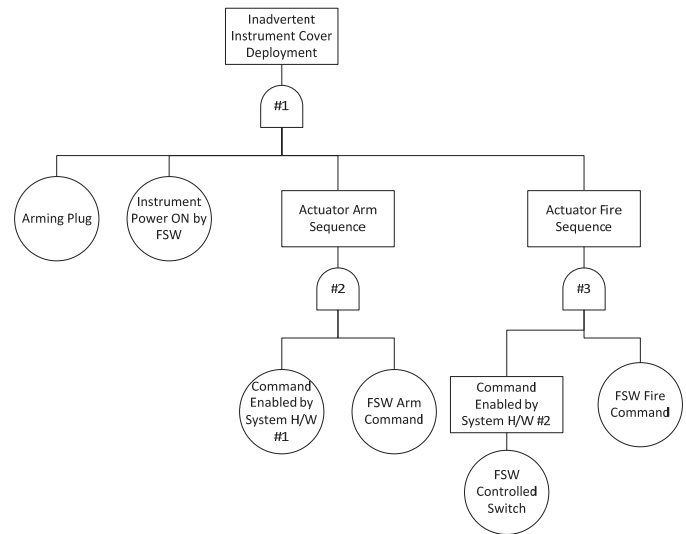 Inadvertent
Instrument Cover
Deployment
#1
Arming Plug
Instrument
Power ON by
FSW
Actuator Arm
Sequence
Actuator Fire
Sequence
#2
#3
Command
Enabled by
System H/W
#1
FSW Arm
Command
Command
Enabled by
System H/W #2
FSW Fire
Command
FSW
Controlled
Switch